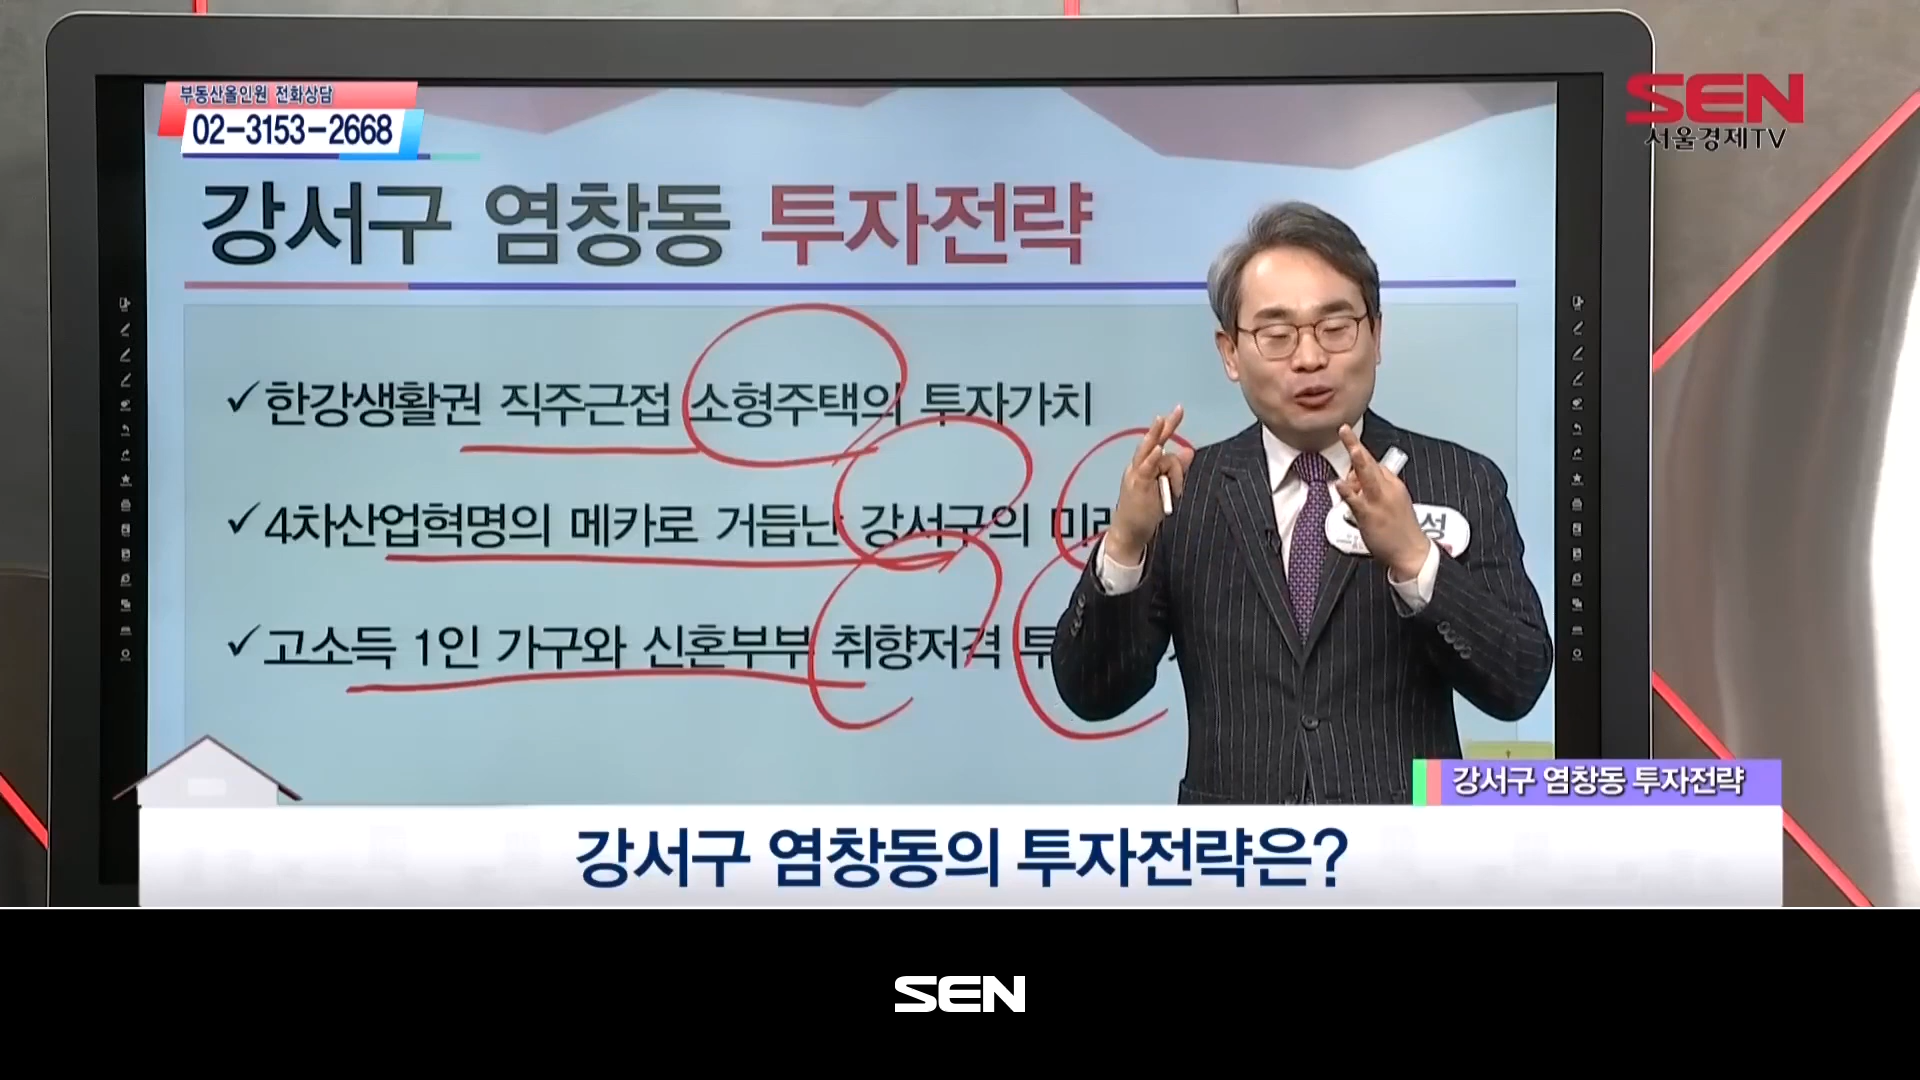 부동산올인원 전화상담
02-3153-2668
SEN
서울경제TV
강서구 염창동 투자전략
✓한강생활권 직주근접 소형주택의 투자가치
✓4차산업혁명의 메카로 거듭난 강서구의
✓고소득 1인 가구와 신혼부부 취향저격
성
강서구 염창동 투자전략
강서구 염창동의 투자전략은?
SEN